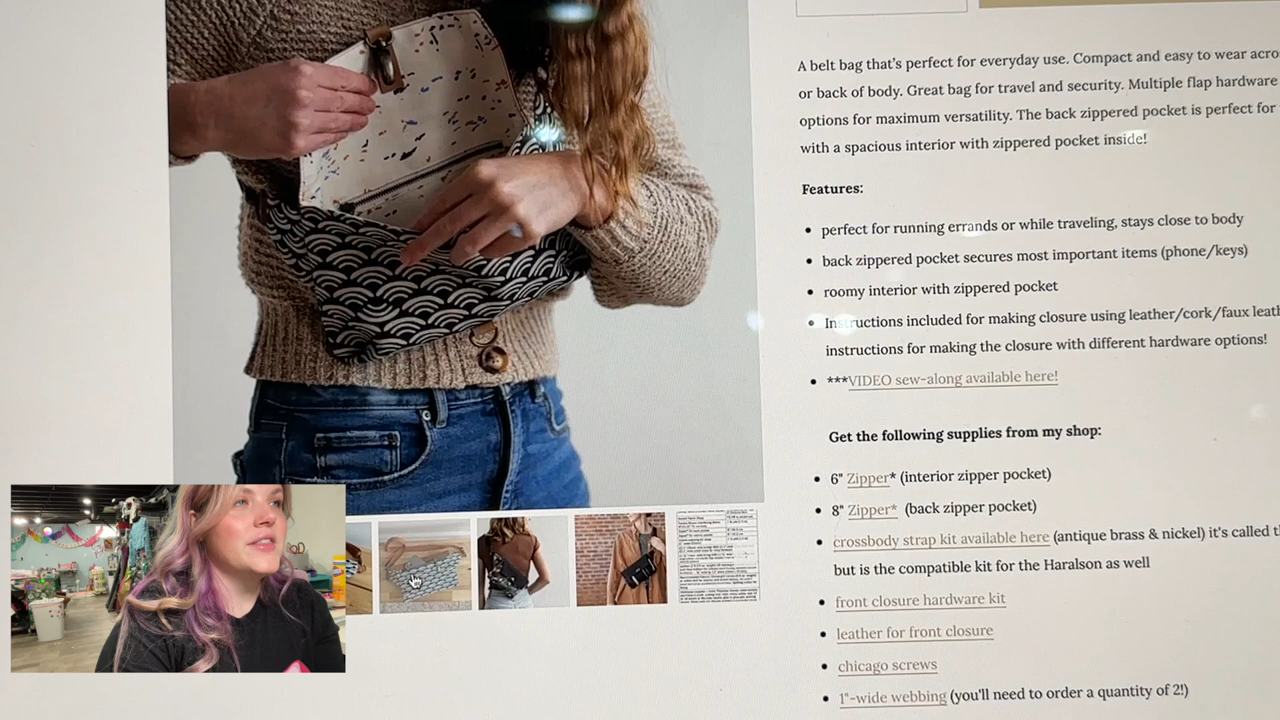 A belt bag that's perfect for everyday use. Compact and easy to wear
or back of body. Great bag for travel and security. Multiple flap hardware
options for maximum versatility. The back zippered pocket is perfect for
with a spacious interior with zippered pocket inside!
Features:
perfect for running errands or while traveling, stays close to body
back zippered pocket secures most important items (phone/keys)
roomy interior with zippered pocket
Instructions included for making closure using leather/cork/faux
instructions for making the closure with different hardware options!
***VIDEO sew-along available here!
Get the following supplies from my shop:
6" Zipper* (interior zipper pocket)
8" Zipper* (back zipper pocket)
crossbody strap kit available here (antique brass & nickel) it's called
but is the compatible kit for the Haralson as well
front closure hardware kit
leather for front closure
chicago screws
1"-wide webbing (you'll need to order a quantity of 2!)